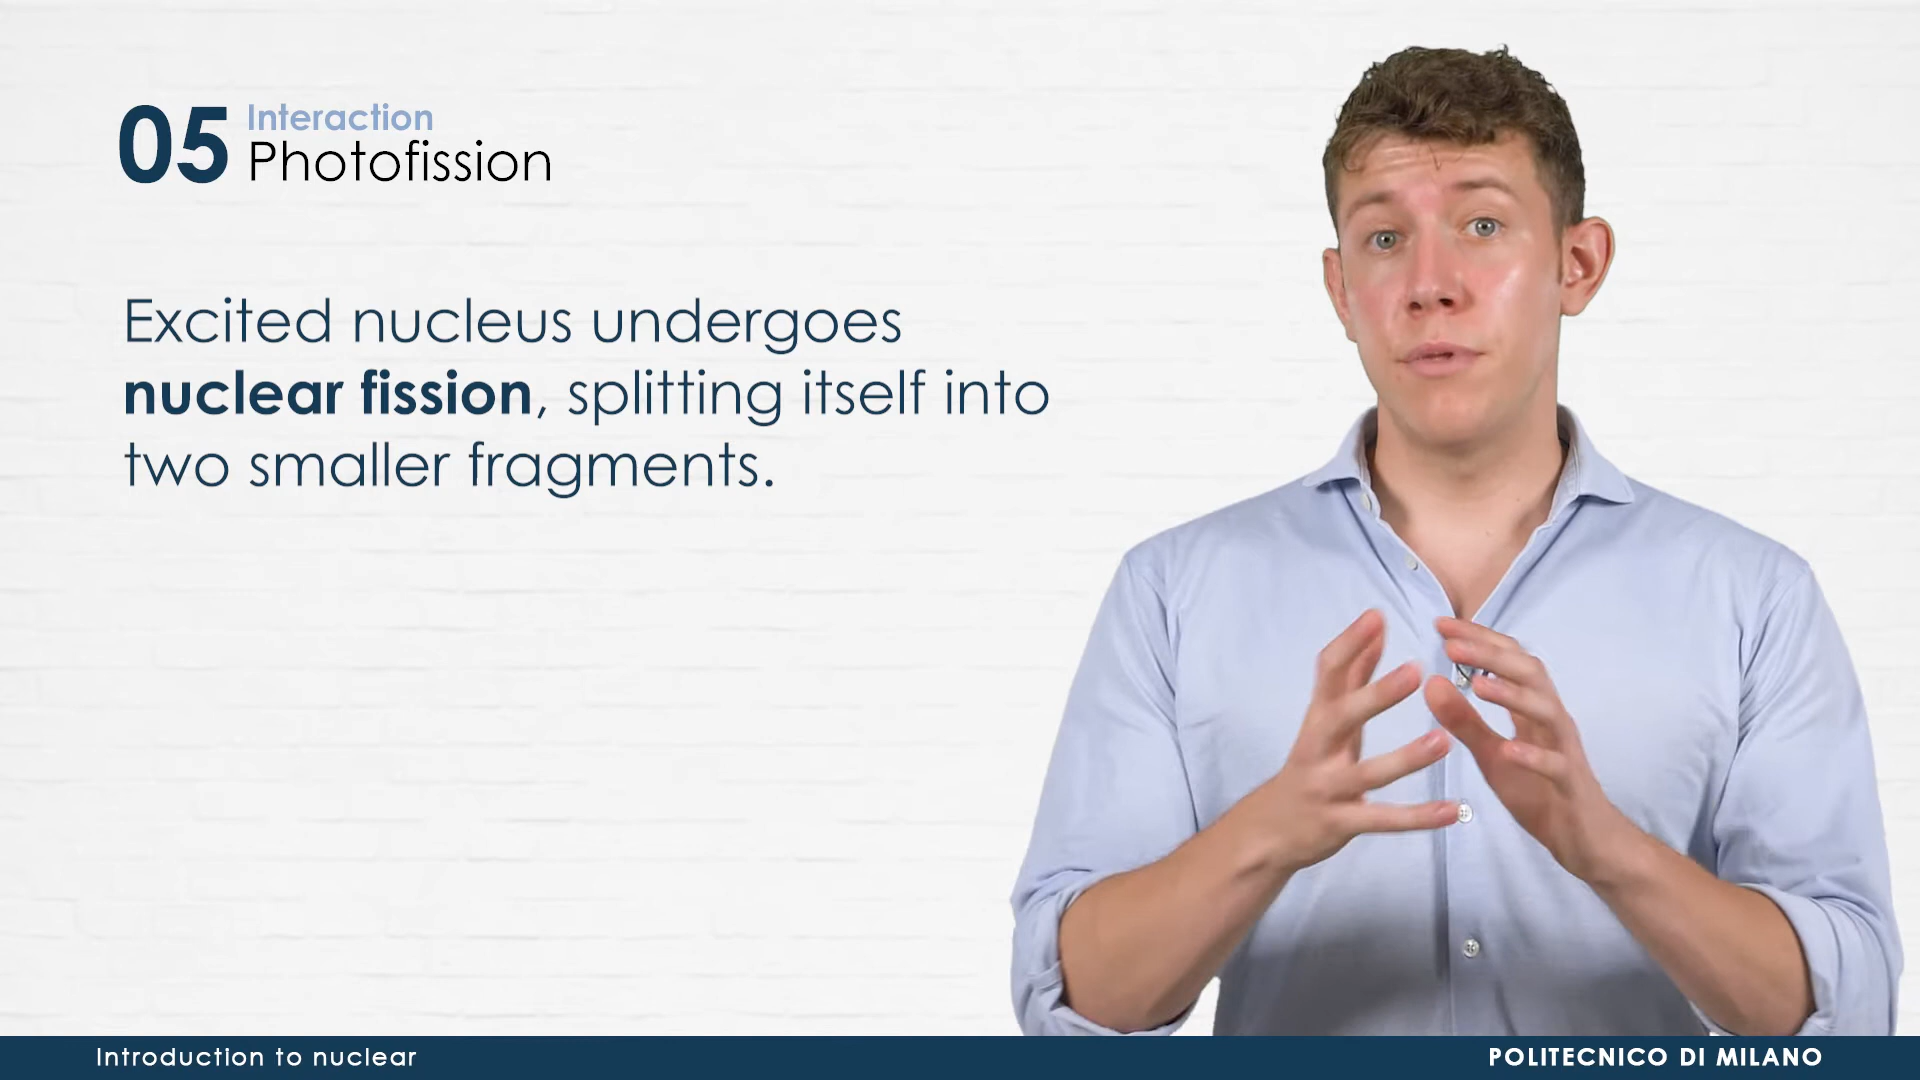 05 Interaction
Photofission
Excited nucleus undergoes
nuclear fission, splitting itself into
two smaller fragments.
Introduction to nuclear
POLITECNICO DI MILANO